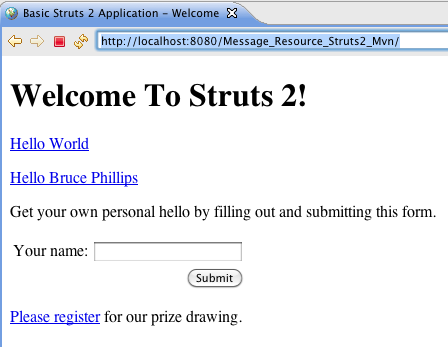 Basic Struts 2 Application - Welcome
http://localhost:8080/Message_Resource_Struts2_Mvn/
Welcome To Struts 2!
Hello World
Hello Bruce Phillips
Get your own personal hello by filling out and submitting this form.
Your name:
Submit
Please register for our prize drawing.